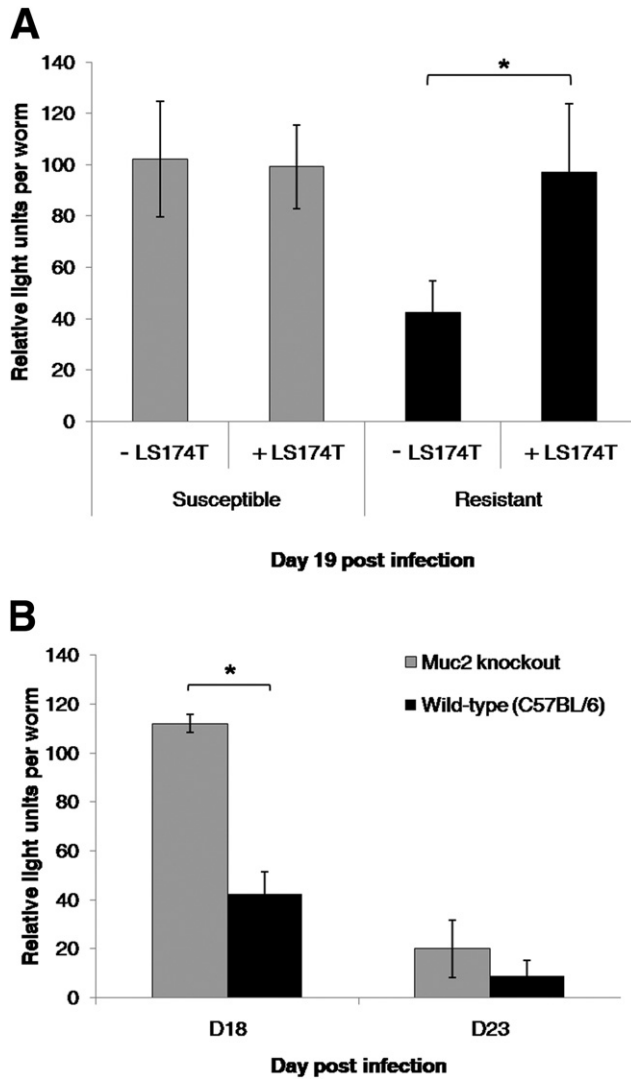 A
Relative light units per worm
140
120
100
80
60
40
20
0
*
- LS174T
+ LS174T
- LS174T
+ LS174T
Susceptible
Resistant
Day 19 post infection
B
Relative light units per worm
140
120
100
80
60
40
20
0
*
Muc2 knockout
Wild-type (C57BL/6)
D18
D23
Day post infection